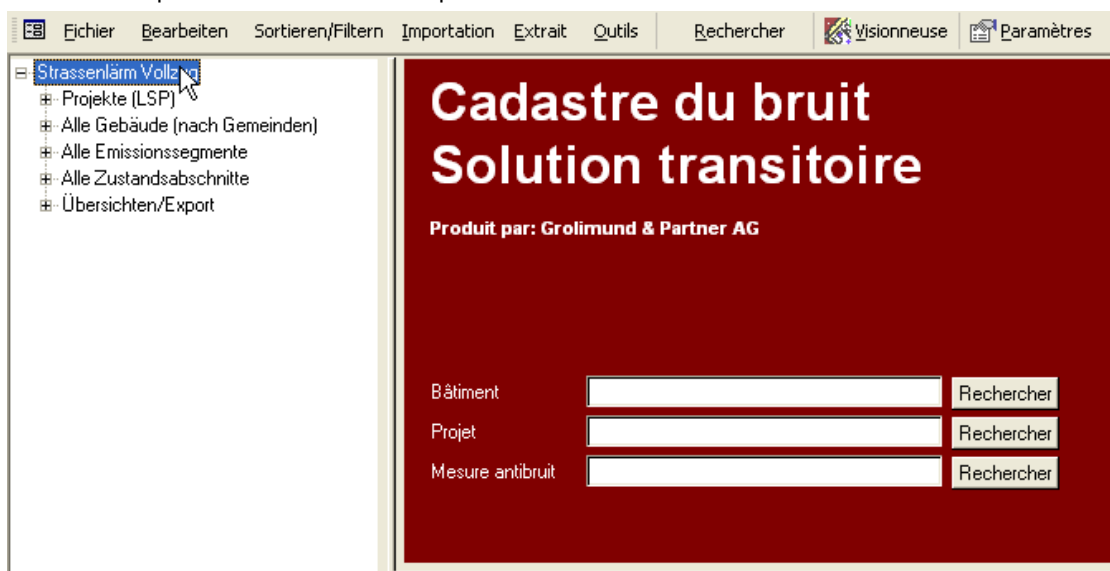 Fichier Bearbeiten Sortieren/Filtern Importation Extrait Outils Rechercher Visionneuse Paramètres
Strassenlärm Vollzug
Projekte (LSP)
Alle Gebäude (nach Gemeinden)
Alle Emissionssegmente
Alle Zustandsabschnitte
Übersichten/Export
Cadastre du bruit
Solution transitoire
Produit par: Grolimund & Partner AG
Bâtiment Rechercher
Projet Rechercher
Mesure antibruit Rechercher